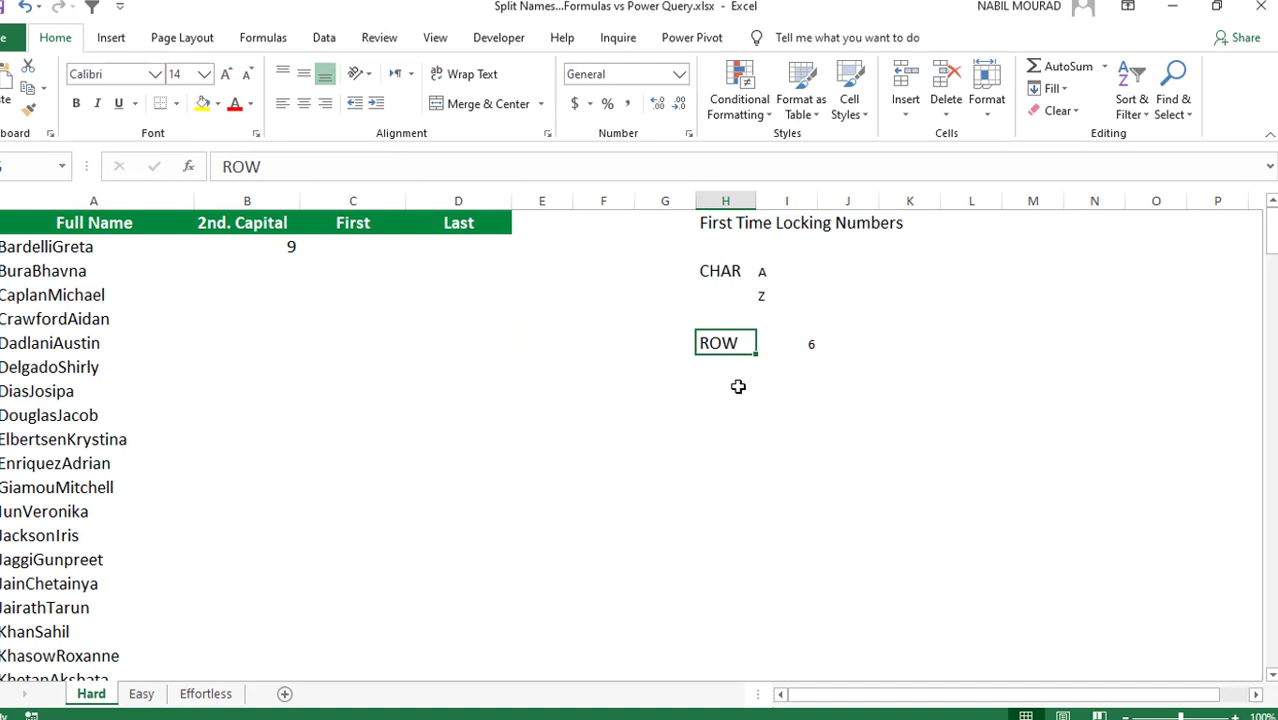 Split Names...Formulas vs Power Query.xlsx - Excel
NABIL MOURAD
Home Insert Page Layout Formulas Data Review View Developer Help Inquire Power Pivot Tell me what you want to do Share
Calibri 14 Wrap Text General Conditional Formatting Format as Table Cell Styles Insert Delete Format AutoSum Sort & Filter Find & Select
B I U Merge & Center $ % , Fill
Clear
Font Alignment Number Styles Cells Editing
fx ROW
A B C D E F G H I J K L M N O P
Full Name 2nd. Capital First Last First Time Locking Numbers
BardelliGreta 9
BuraBhavna CHAR A
CaplanMichael Z
CrawfordAidan
DadlaniAustin ROW 6
DelgadoShirly
DiasJosipa
DouglasJacob
ElbertsenKrystina
EnriquezAdrian
GiamouMitchell
IunVeronika
JacksonIris
JaggiGunpreet
JainChetainya
JairathTarun
KhanSahil
KhasowRoxanne
KhetanAkshata
Hard Easy Effortless
100%